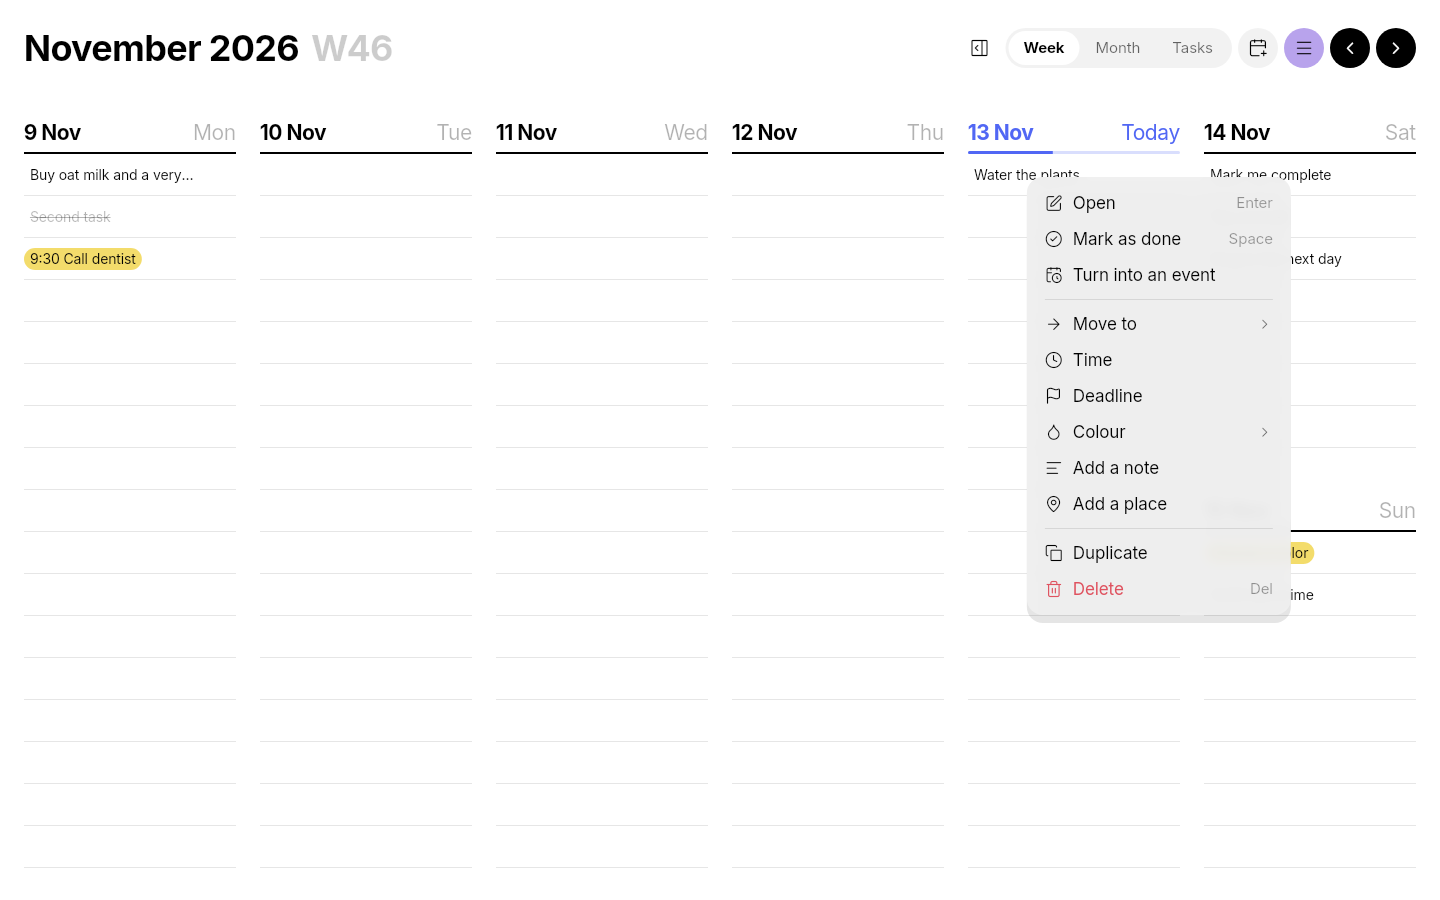 November 2026 W46
Week Month Tasks
9 Nov Mon
Buy oat milk and a very…
Second task
9:30 Call dentist
10 Nov Tue
11 Nov Wed
12 Nov Thu
13 Nov Today
Water the plants
14 Nov Sat
Mark me complete
next day
Sun
Open Enter
Mark as done Space
Turn into an event
Move to
Time
Deadline
Colour
Add a note
Add a place
Duplicate
Delete Del